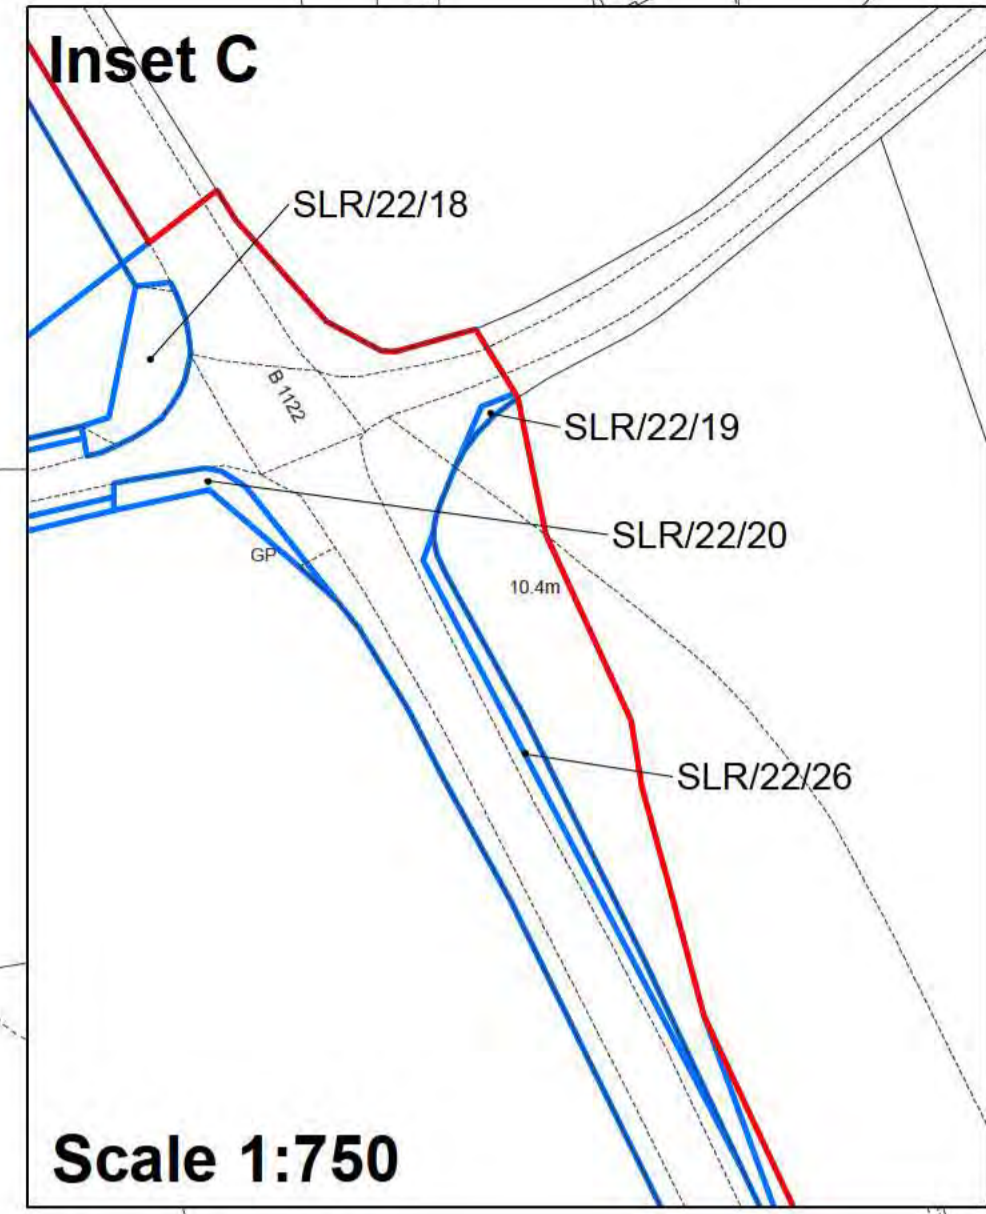 Inset C
SLR/22/18
B 1122
SLR/22/19
SLR/22/20
GP
10.4m
SLR/22/26
Scale 1:750